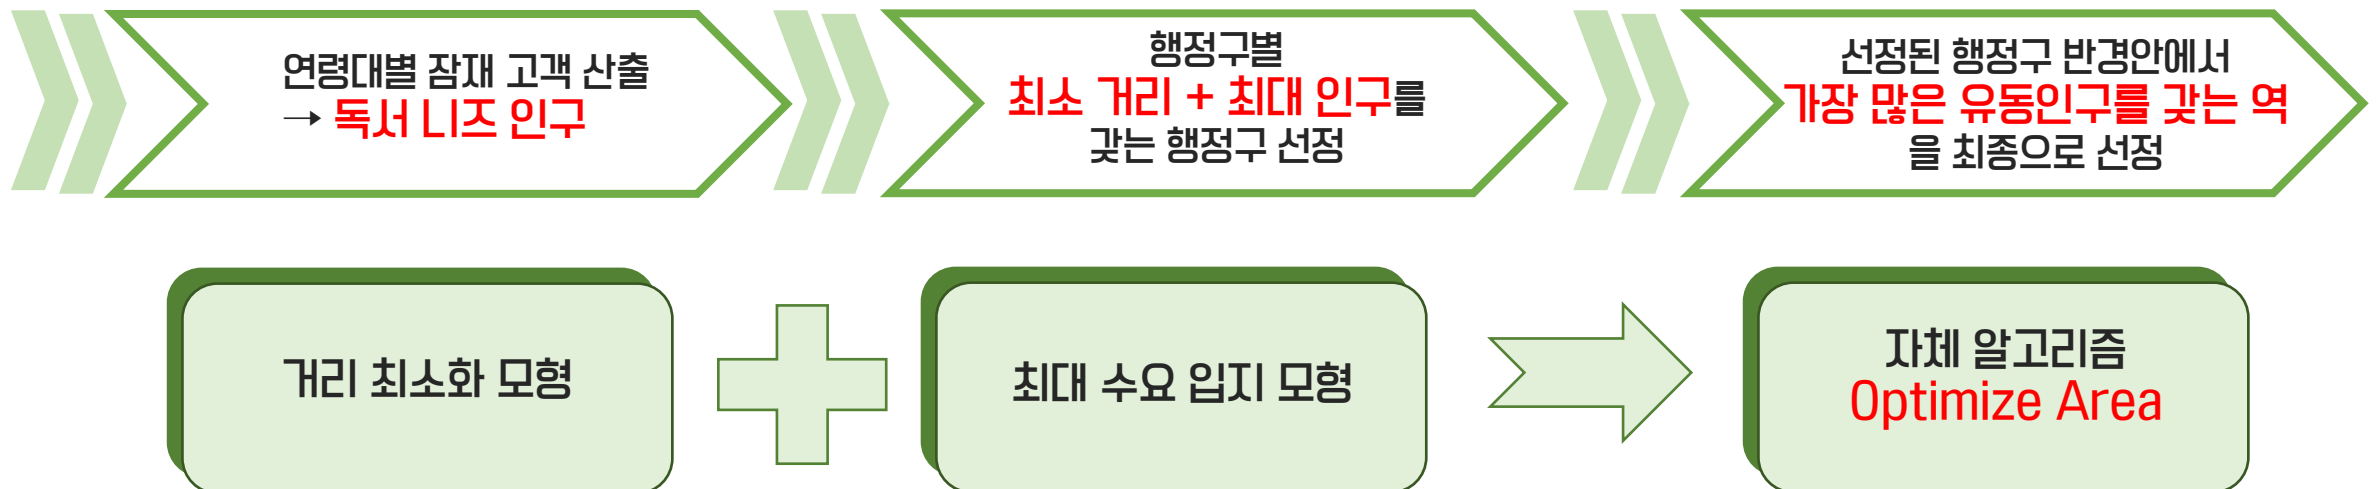 연령대별 잠재 고객 산출
→ 독서 니즈 인구
행정구별
최소 거리 + 최대 인구를
갖는 행정구 선정
선정된 행정구 반경안에서
가장 많은 유동인구를 갖는 역
을 최종으로 선정
거리 최소화 모형
최대 수요 입지 모형
자체 알고리즘
Optimize Area